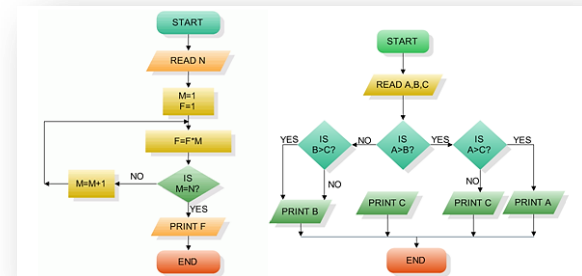 START
READ N
M=1
F=1
F=F*M
IS
M=N?
NO
M=M+1
YES
PRINT F
END
START
READ A,B,C
IS
A>B?
NO
YES
IS
B>C?
YES
NO
IS
A>C?
YES
NO
PRINT B
PRINT C
PRINT C
PRINT A
END